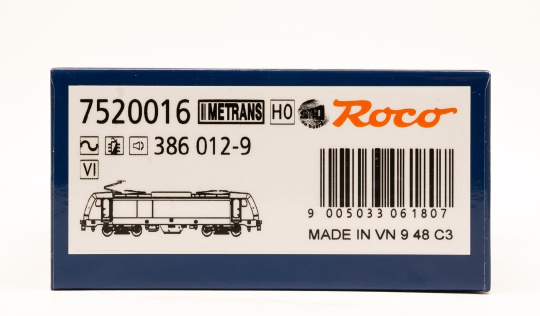 7520016 METRANS H0 Roco
386 012-9
VI
9 005033 061807
MADE IN VN 9 48 C3